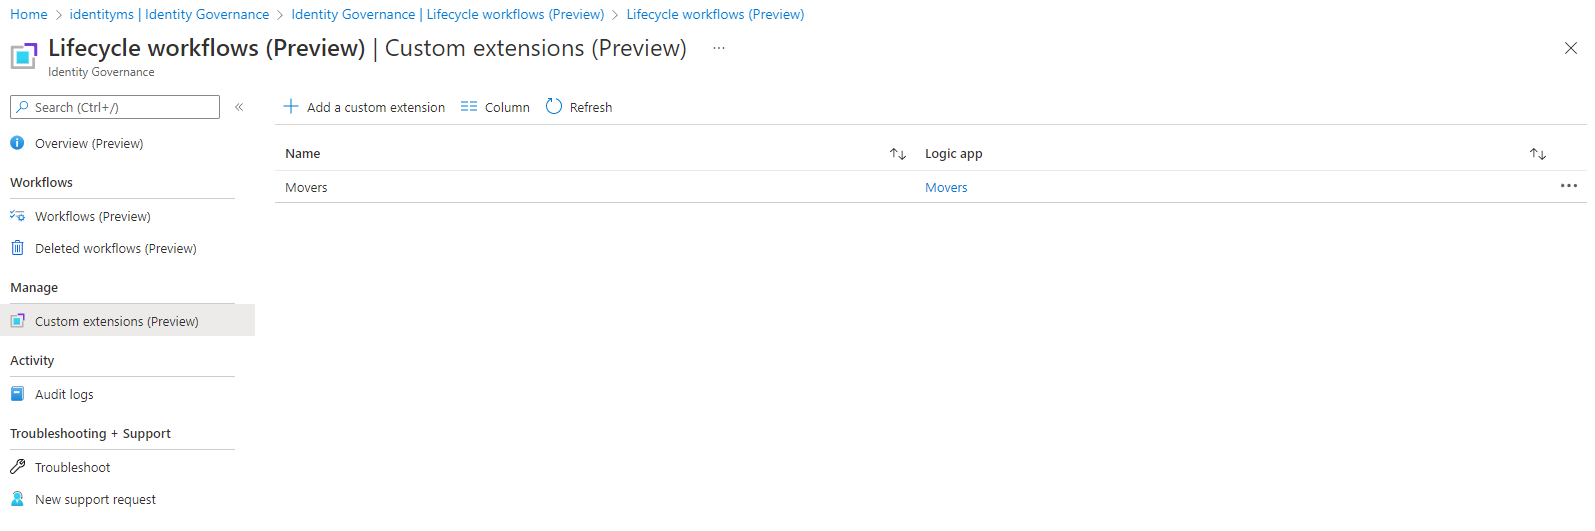 Home > identityms | Identity Governance > Identity Governance | Lifecycle workflows (Preview) > Lifecycle workflows (Preview)
Lifecycle workflows (Preview) | Custom extensions (Preview) ...
Identity Governance
Search (Ctrl+/) «
Add a custom extension Column Refresh
Overview (Preview)
Workflows
Workflows (Preview)
Deleted workflows (Preview)
Manage
Custom extensions (Preview)
Activity
Audit logs
Troubleshooting + Support
Troubleshoot
New support request
Name ↑↓ Logic app ↑↓
Movers Movers ...